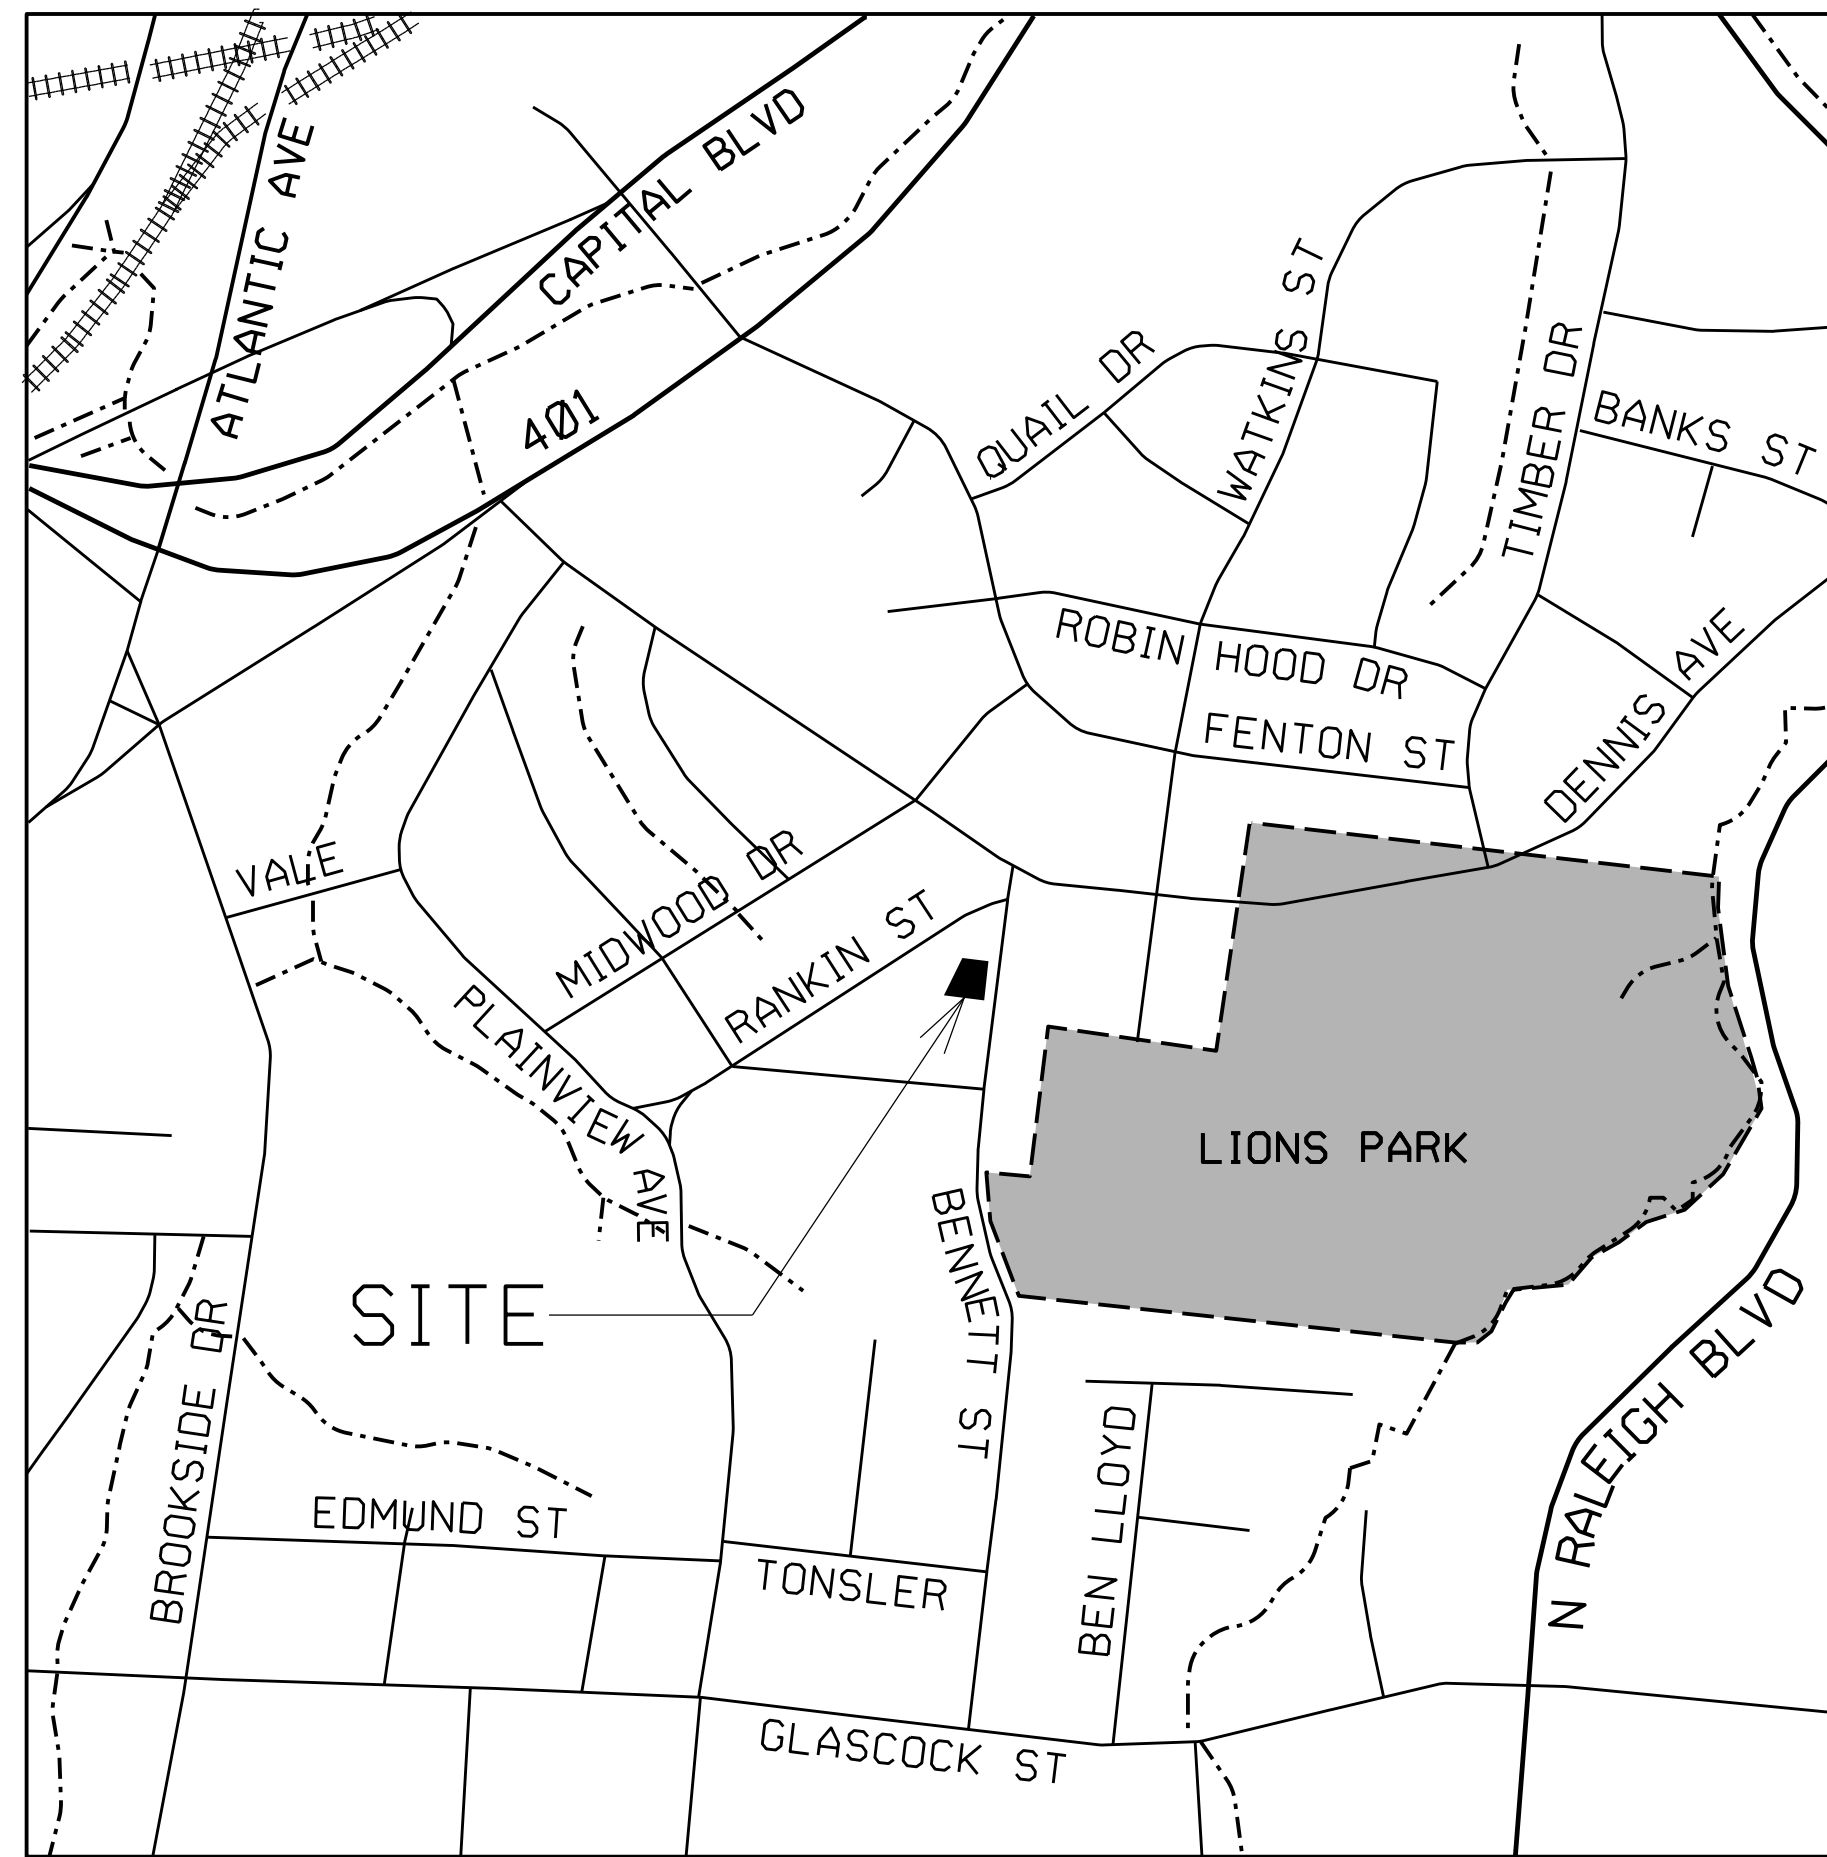 CAPITAL BLVD
ATLANTIC AVE
401
QUAIL DR
WATKINS ST
TIMBER DR
BANKS ST
ROBIN HOOD DR
FENTON ST
DENNIS AVE
VALE
MIDWOOD DR
RANKIN ST
PLAINVIEW AVE
LIONS PARK
BENNETT ST
SITE
BROOKSIDE DR
N RALEIGH BLVD
EDMUND ST
TONSLER
BEN LLOYD
GLASCOCK ST